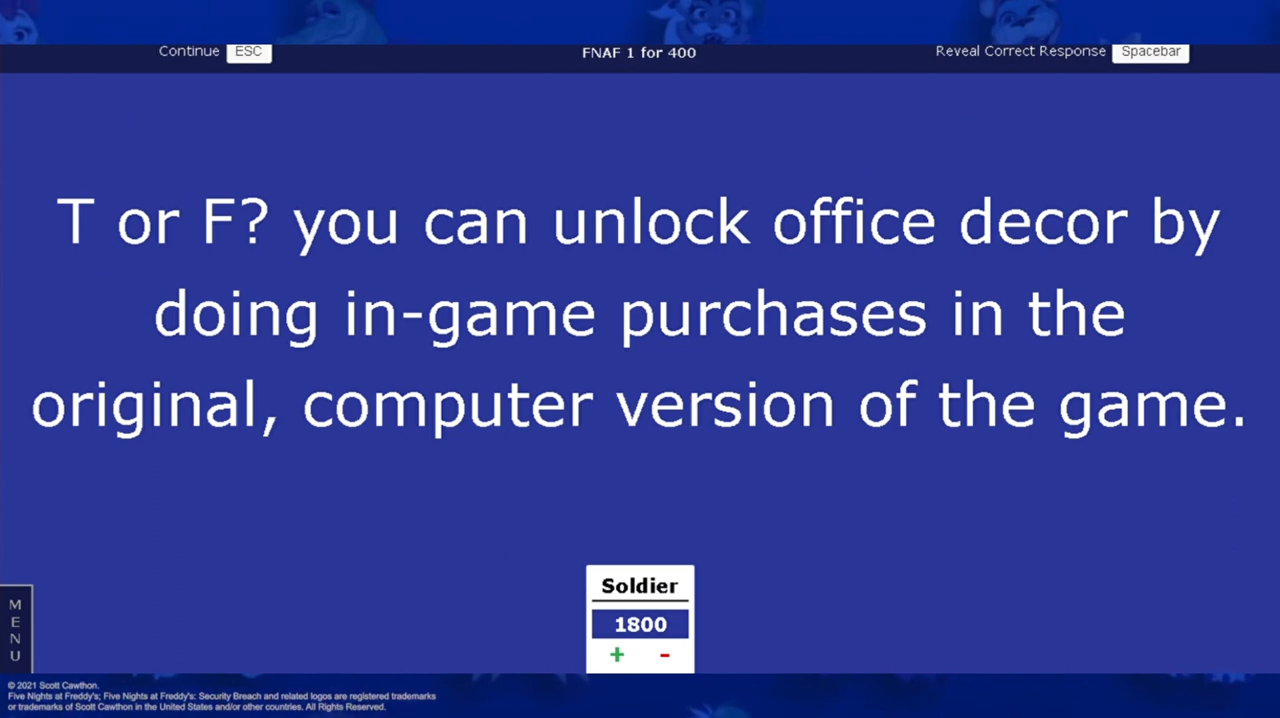 Continue ESC
FNAF 1 for 400
Reveal Correct Response Spacebar
T or F? you can unlock office decor by
doing in-game purchases in the
original, computer version of the game.
Soldier
1800
+ -
MENU
© 2021 Scott Cawthon.
Five Nights at Freddy's; Five Nights at Freddy's: Security Breach and related logos are registered trademarks
or trademarks of Scott Cawthon in the United States and/or other countries. All Rights Reserved.